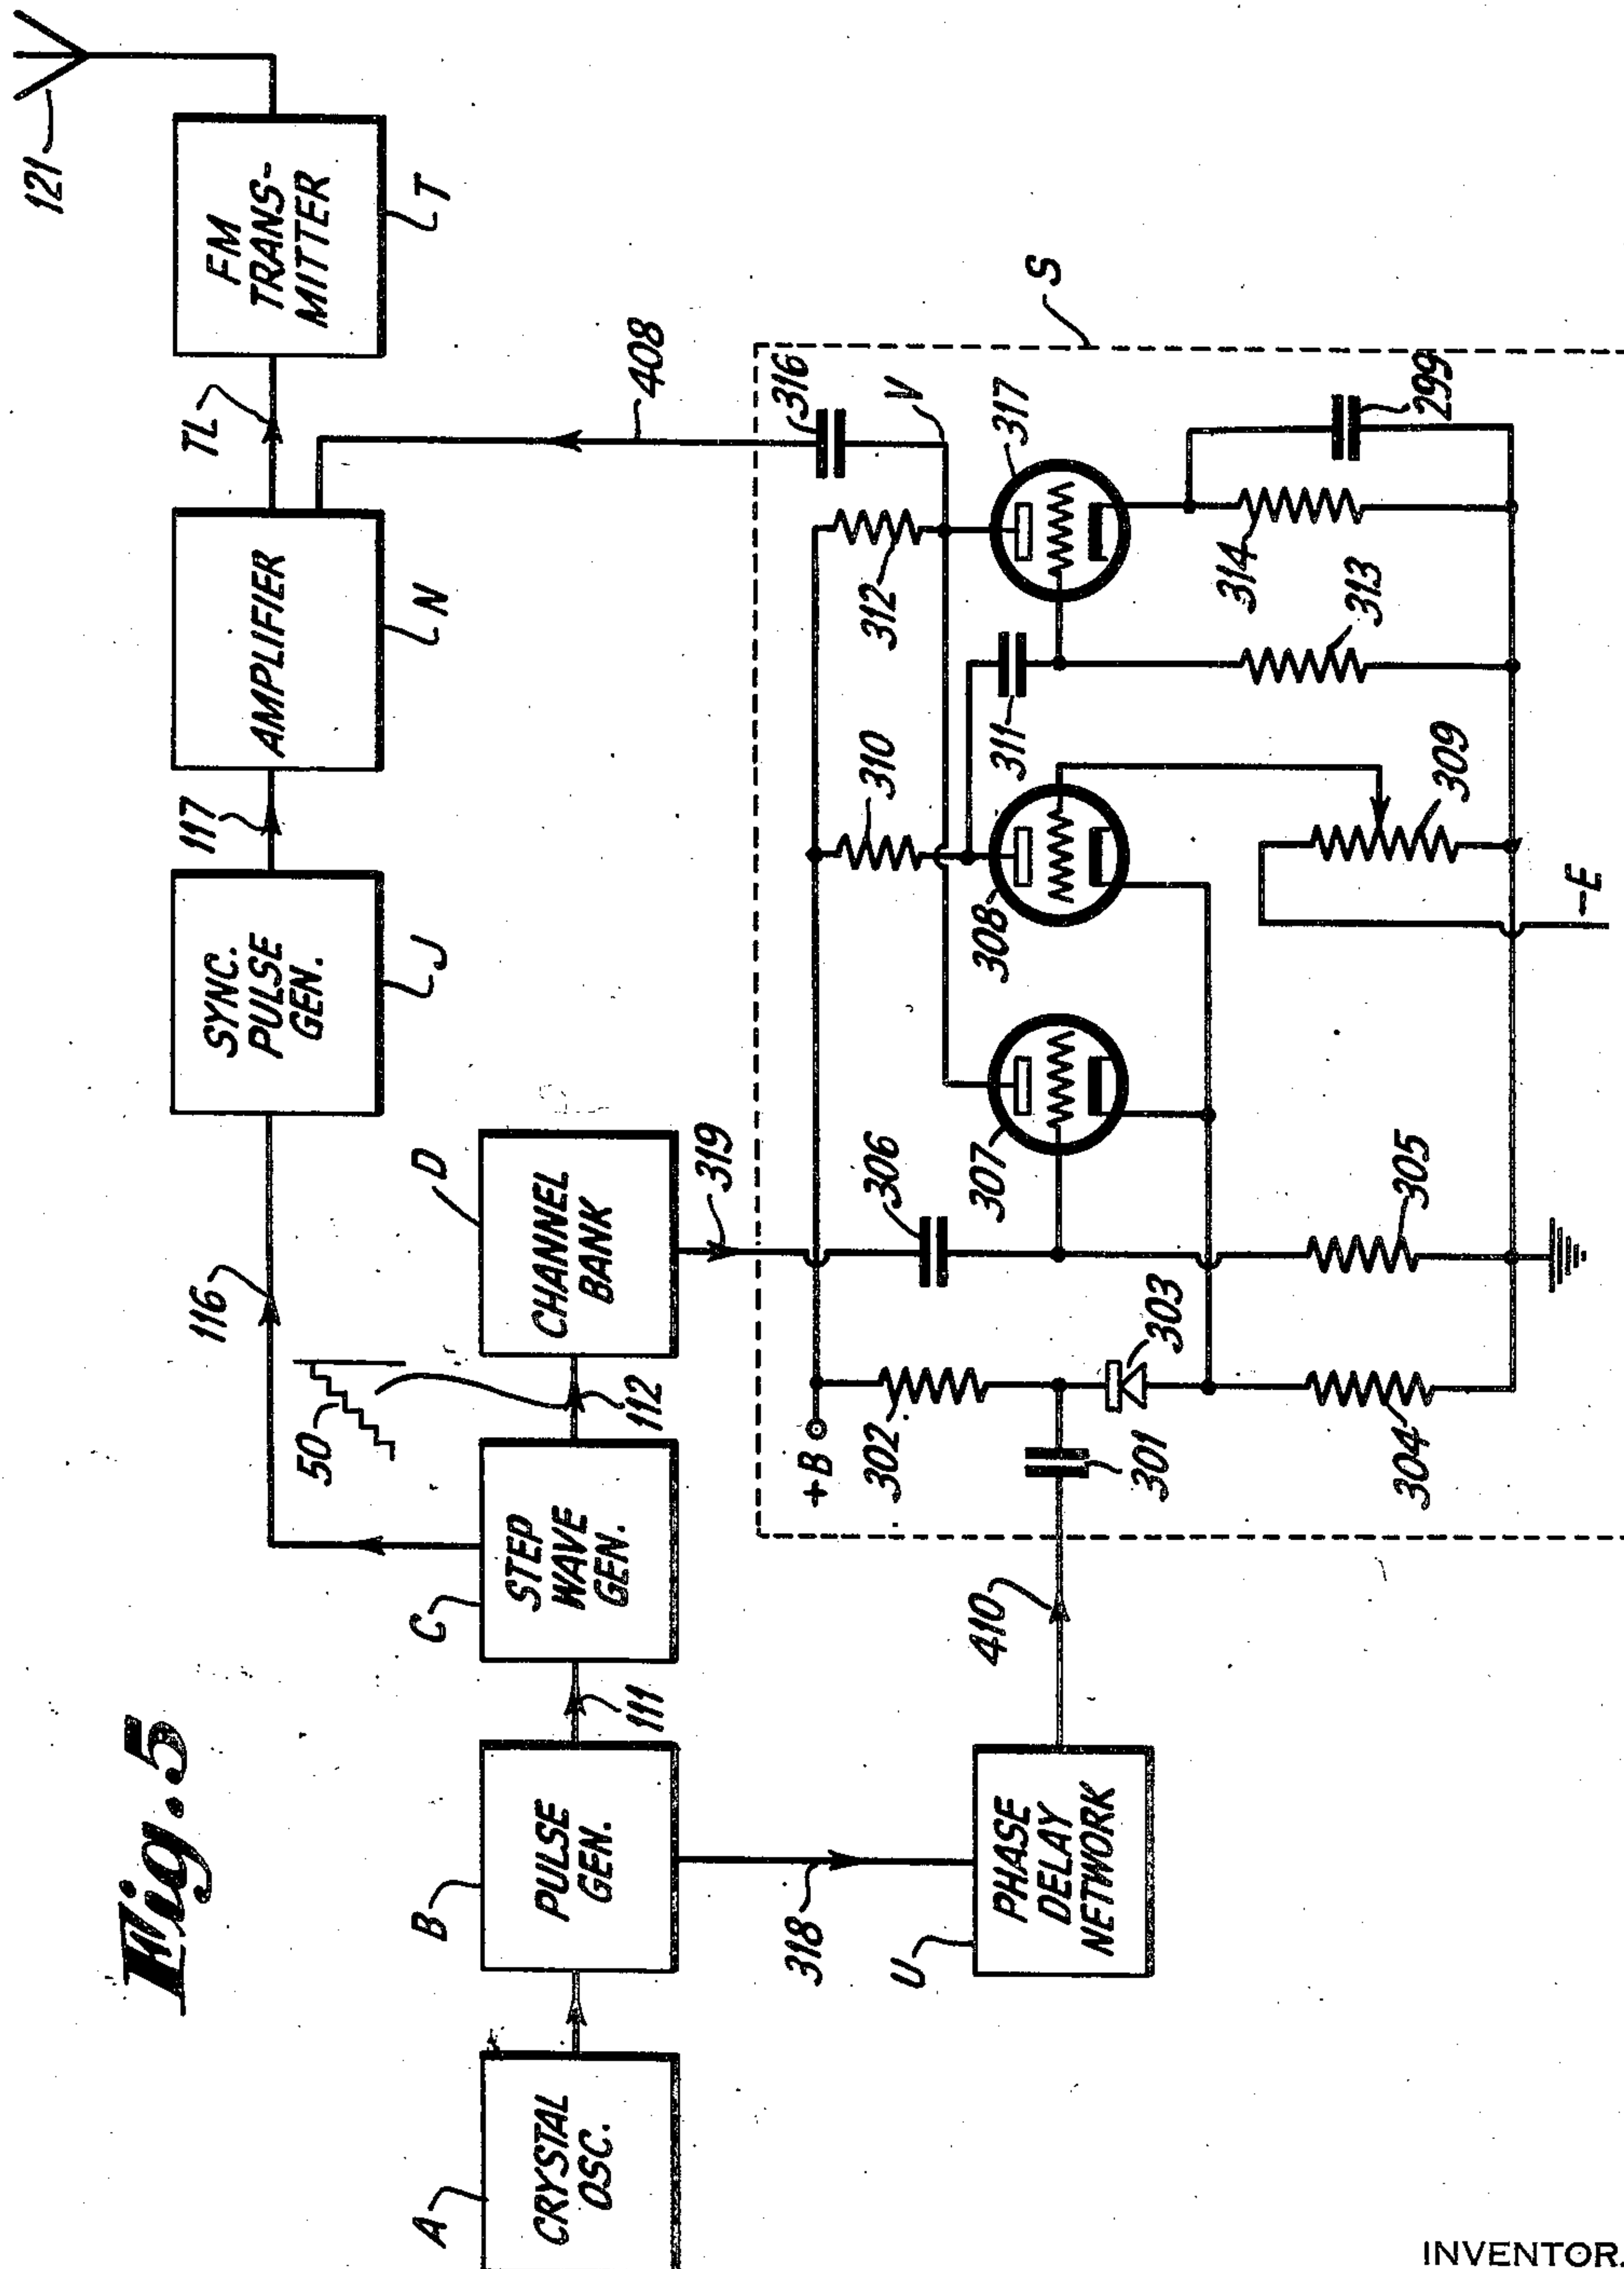 Fig. 5
121
FM
TRANS-
MITTER
T
TL
AMPLIFIER
N
117
SYNC.
PULSE
GEN.
J
116
408
A
CRYSTAL
OSC.
B
PULSE
GEN.
111
C
STEP
WAVE
GEN.
50
112
D
CHANNEL
BANK
319
318
U
PHASE
DELAY
NETWORK
410
S
+B
302
301
303
304
306
305
307
308
310
311
309
-E
312
313
314
316
V
317
299
INVENTOR.